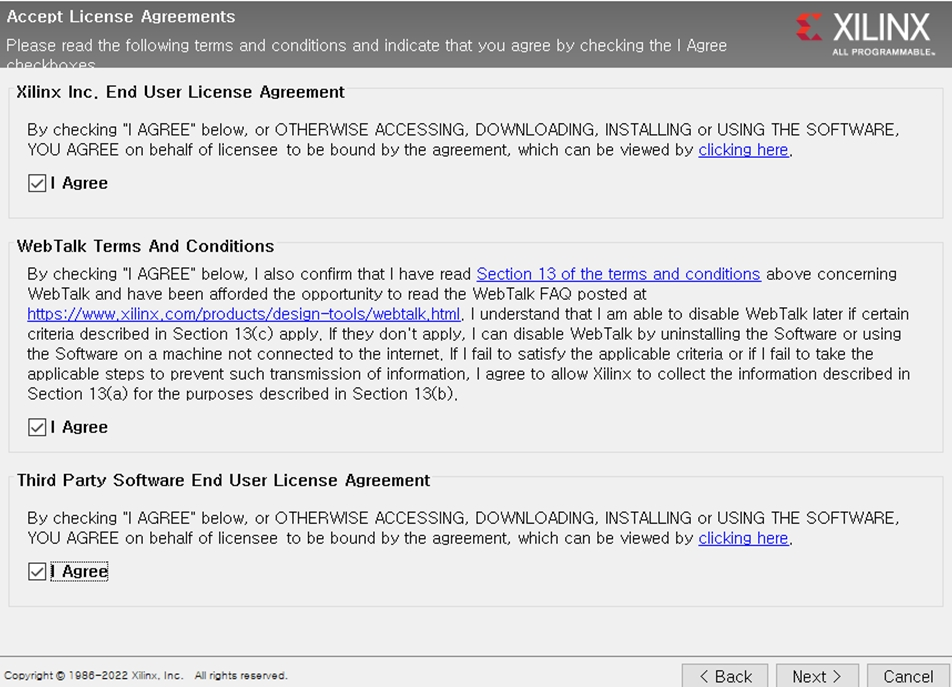 Accept License Agreements
Please read the following terms and conditions and indicate that you agree by checking the I Agree
checkboxes.
XILINX
ALL PROGRAMMABLE™
Xilinx Inc. End User License Agreement
By checking "I AGREE" below, or OTHERWISE ACCESSING, DOWNLOADING, INSTALLING or USING THE SOFTWARE,
YOU AGREE on behalf of licensee to be bound by the agreement, which can be viewed by clicking here.
I Agree
WebTalk Terms And Conditions
By checking "I AGREE" below, I also confirm that I have read Section 13 of the terms and conditions above concerning
WebTalk and have been afforded the opportunity to read the WebTalk FAQ posted at
https://www.xilinx.com/products/design-tools/webtalk.html. I understand that I am able to disable WebTalk later if certain
criteria described in Section 13(c) apply. If they don't apply, I can disable WebTalk by uninstalling the Software or using
the Software on a machine not connected to the internet. If I fail to satisfy the applicable criteria or if I fail to take the
applicable steps to prevent such transmission of information, I agree to allow Xilinx to collect the information described in
Section 13(a) for the purposes described in Section 13(b).
I Agree
Third Party Software End User License Agreement
By checking "I AGREE" below, or OTHERWISE ACCESSING, DOWNLOADING, INSTALLING or USING THE SOFTWARE,
YOU AGREE on behalf of licensee to be bound by the agreement, which can be viewed by clicking here.
I Agree
Copyright © 1986-2022 Xilinx, Inc. All rights reserved.
< Back
Next >
Cancel